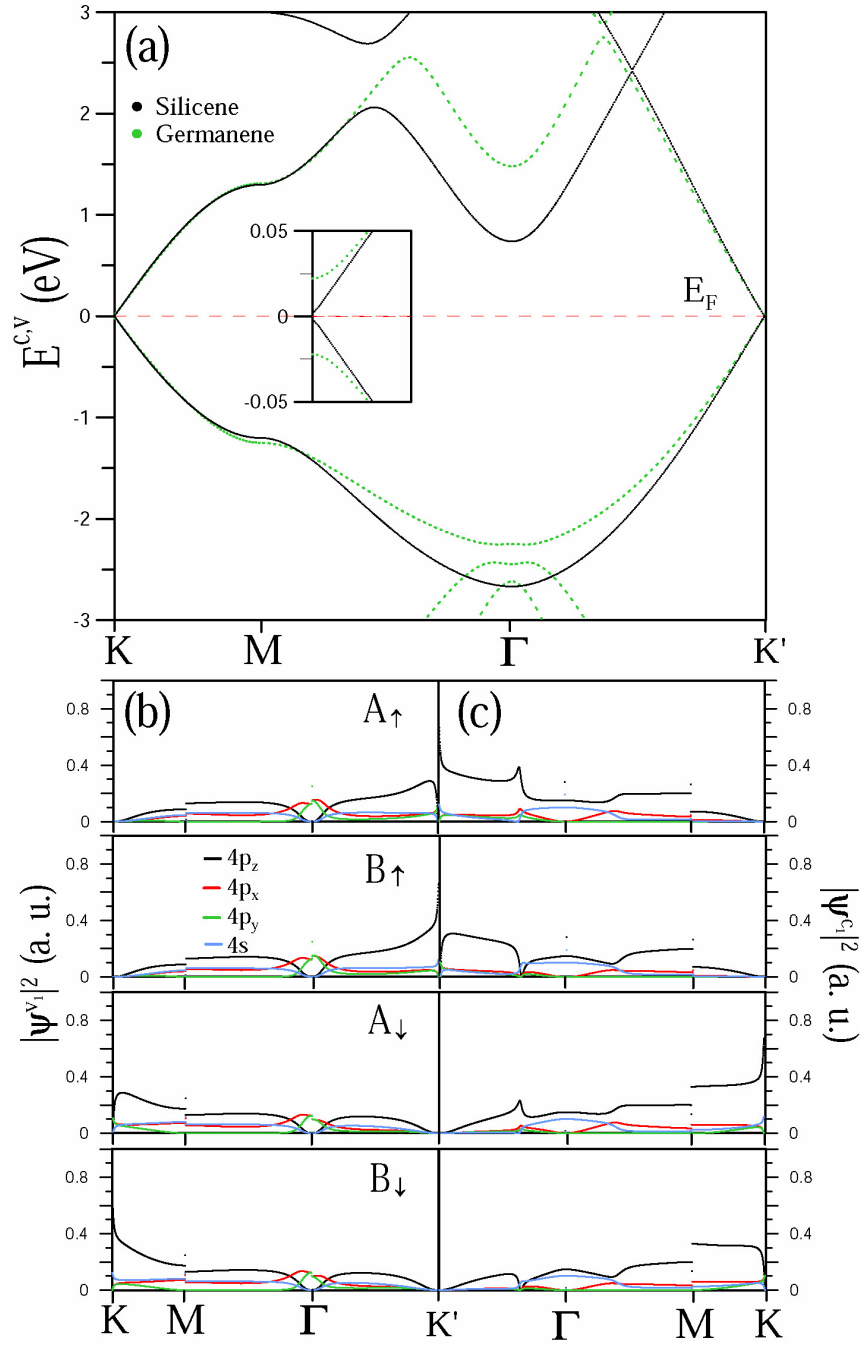 (a)
3
2
1
0
-1
-2
-3
E^c,v (eV)
Silicene
Germanene
0.05
0
-0.05
E_F
K M Γ K'
(b) A↑ (c)
0.8 0.8
0.4 0.4
0 0
B↑
4p_z
4p_x
4p_y
4s
0.8 0.8
0.4 0.4
0 0
A↓
0.8 0.8
0.4 0.4
0 0
B↓
0.8 0.8
0.4 0.4
0 0
|ψ^v₁|² (a. u.)
|ψ^c₁|² (a. u.)
K M Γ K' Γ M K